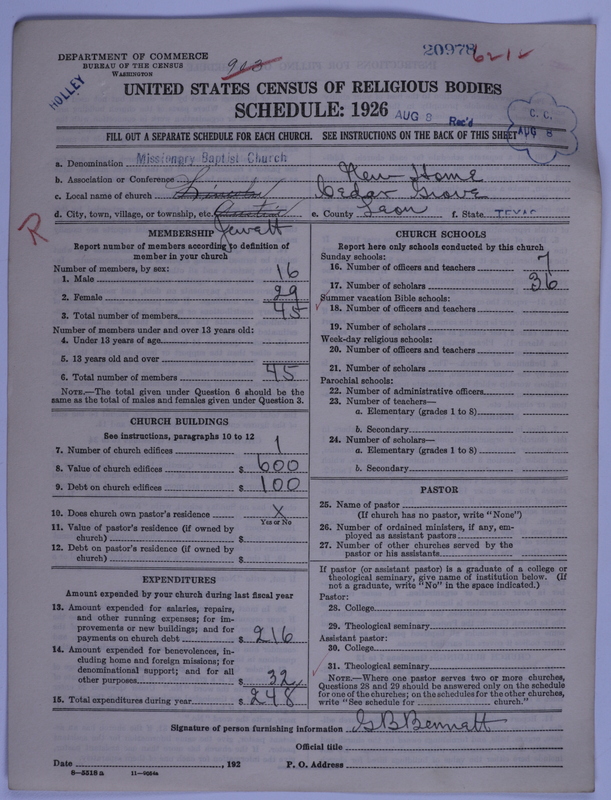 DEPARTMENT OF COMMERCE
BUREAU OF THE CENSUS
WASHINGTON
903
20978
6212
HOLLEY
UNITED STATES CENSUS OF RELIGIOUS BODIES
SCHEDULE: 1926
AUG 8 Rec'd
C. C.
AUG 8
FILL OUT A SEPARATE SCHEDULE FOR EACH CHURCH. SEE INSTRUCTIONS ON THE BACK OF THIS SHEET
a. Denomination Missionary Baptist Church
b. Association or Conference New Home
c. Local name of church Cedar Grove
d. City, town, village, or township, etc. Jewett e. County Leon f. State TEXAS
R
MEMBERSHIP
Report number of members according to definition of
member in your church
Number of members, by sex:
1. Male 16
2. Female 29
3. Total number of members 45
Number of members under and over 13 years old:
4. Under 13 years of age
5. 13 years old and over
6. Total number of members 45
NOTE.—The total given under Question 6 should be
same as the total of males and females given under Question 3.
CHURCH BUILDINGS
See instructions, paragraphs 10 to 12
7. Number of church edifices 1
8. Value of church edifices $ 600
9. Debt on church edifices $ 100
10. Does church own pastor's residence X
Yes or No
11. Value of pastor's residence (if owned by
church) $
12. Debt on pastor's residence (if owned by
church) $
EXPENDITURES
Amount expended by your church during last fiscal year
13. Amount expended for salaries, repairs,
and other running expenses; for im-
provements or new buildings; and for
payments on church debt $ 216
14. Amount expended for benevolences, in-
cluding home and foreign missions; for
denominational support; and for all
other purposes $ 32
15. Total expenditures during year $ 248
CHURCH SCHOOLS
Report here only schools conducted by this church
Sunday schools:
16. Number of officers and teachers 7
17. Number of scholars 36
Summer vacation Bible schools:
18. Number of officers and teachers
19. Number of scholars
Week-day religious schools:
20. Number of officers and teachers
21. Number of scholars
Parochial schools:
22. Number of administrative officers
23. Number of teachers—
a. Elementary (grades 1 to 8)
b. Secondary
24. Number of scholars—
a. Elementary (grades 1 to 8)
b. Secondary
PASTOR
25. Name of pastor
(If church has no pastor, write "None")
26. Number of ordained ministers, if any, em-
ployed as assistant pastors
27. Number of other churches served by the
pastor or his assistants
If pastor (or assistant pastor) is a graduate of a college or
theological seminary, give name of institution below. (If
not a graduate, write "No" in the space indicated.)
Pastor:
28. College
29. Theological seminary
Assistant pastor:
30. College
31. Theological seminary
NOTE.—Where one pastor serves two or more churches,
Questions 28 and 29 should be answered only on the schedule
for one of the churches; on the schedules for the other churches,
write "See schedule for church."
Signature of person furnishing information G B Bennatt
Official title
Date , 192 P. O. Address
8—5518 a 11—9064a